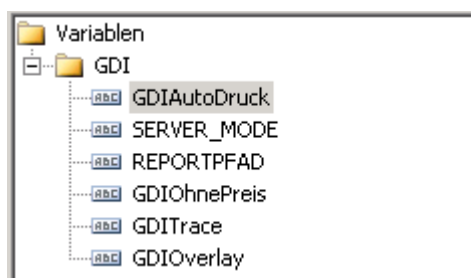 Variablen
GDI
GDIAutoDruck
SERVER_MODE
REPORTPFAD
GDIOhnePreis
GDITrace
GDIOverlay